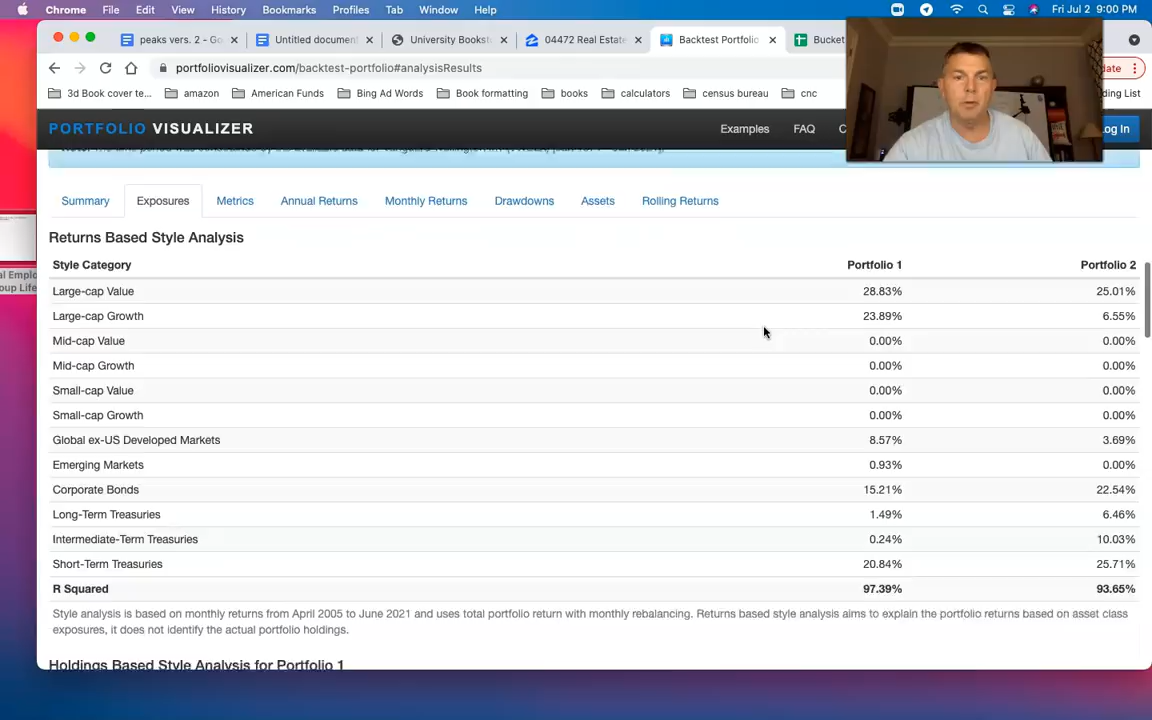 Chrome File Edit View History Bookmarks Profiles Tab Window Help Fri Jul 2 9:00 PM
peaks vers. 2 - Go Untitled document University Booksto 04472 Real Estate Backtest Portfolio Bucket
portfoliovisualizer.com/backtest-portfolio#analysisResults
3d Book cover te... amazon American Funds Bing Ad Words Book formatting books calculators census bureau cnc
PORTFOLIO VISUALIZER Examples FAQ Log In
Summary Exposures Metrics Annual Returns Monthly Returns Drawdowns Assets Rolling Returns
Returns Based Style Analysis
Style Category Portfolio 1 Portfolio 2
Large-cap Value 28.83% 25.01%
Large-cap Growth 23.89% 6.55%
Mid-cap Value 0.00% 0.00%
Mid-cap Growth 0.00% 0.00%
Small-cap Value 0.00% 0.00%
Small-cap Growth 0.00% 0.00%
Global ex-US Developed Markets 8.57% 3.69%
Emerging Markets 0.93% 0.00%
Corporate Bonds 15.21% 22.54%
Long-Term Treasuries 1.49% 6.46%
Intermediate-Term Treasuries 0.24% 10.03%
Short-Term Treasuries 20.84% 25.71%
R Squared 97.39% 93.65%
Style analysis is based on monthly returns from April 2005 to June 2021 and uses total portfolio return with monthly rebalancing. Returns based style analysis aims to explain the portfolio returns based on asset class
exposures, it does not identify the actual portfolio holdings.
Holdings Based Style Analysis for Portfolio 1